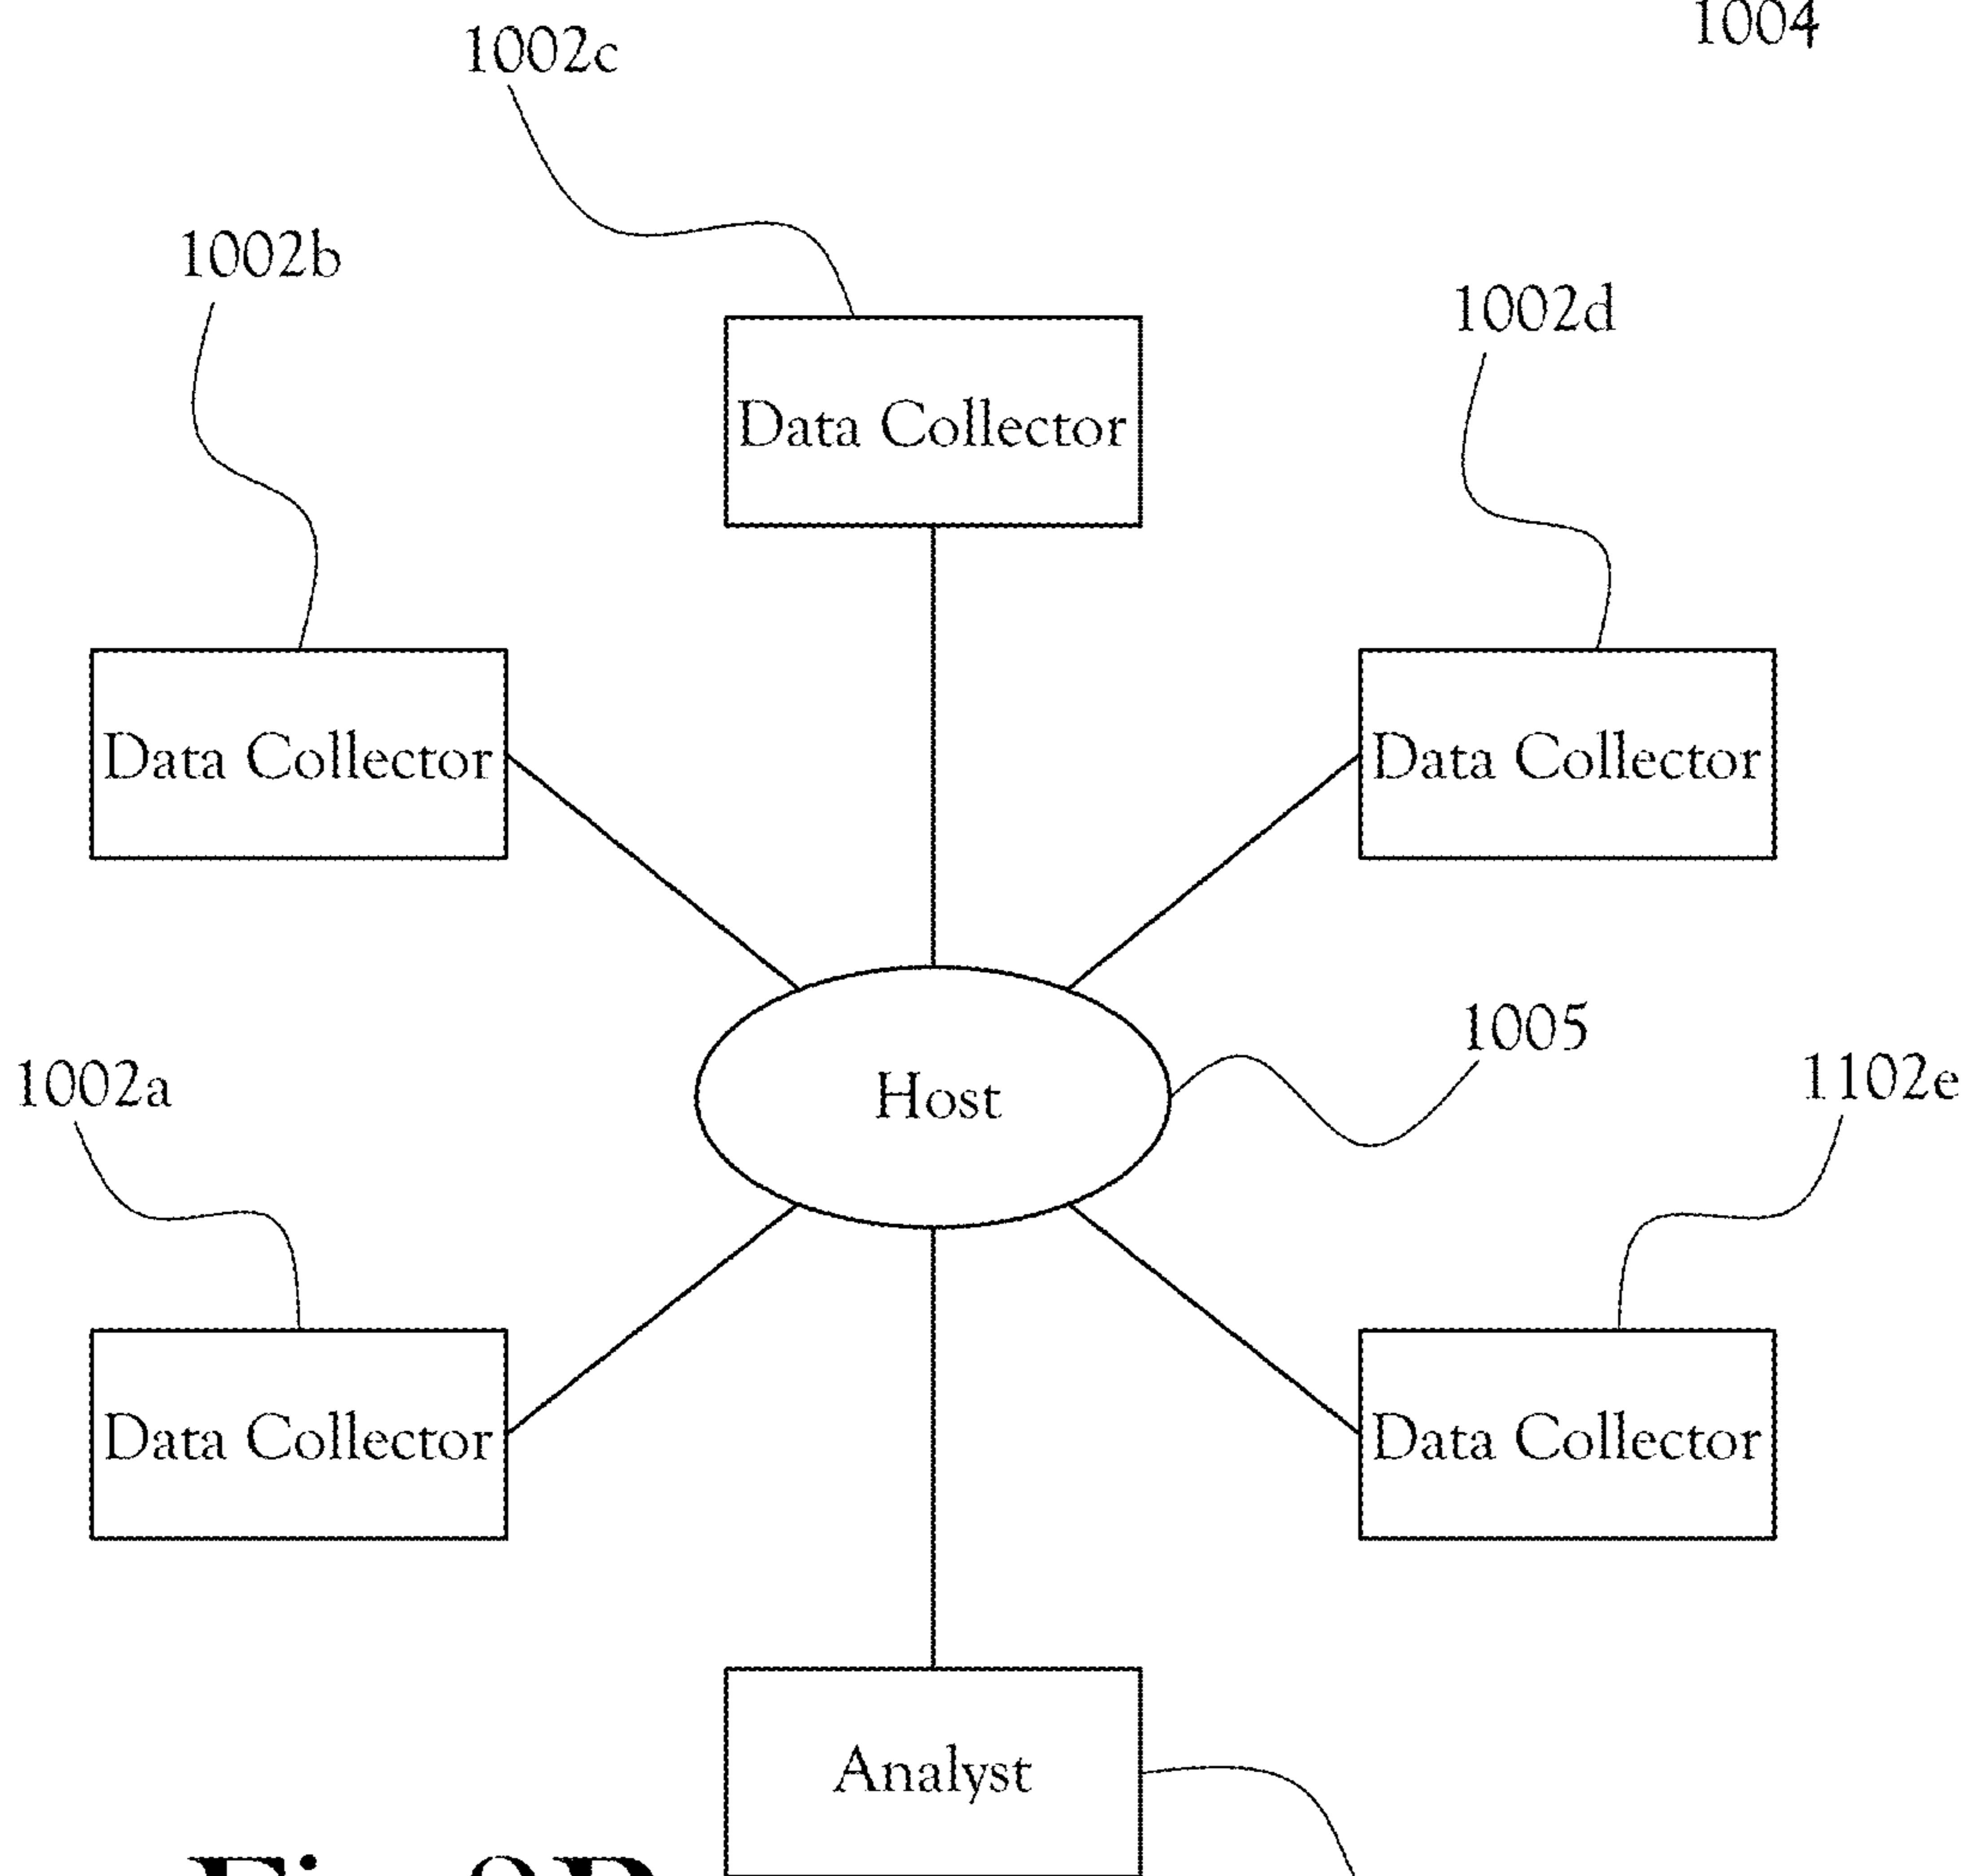 1004
1002c
1002b
1002d
Data Collector
Data Collector
Data Collector
1005
1102e
1002a
Host
Data Collector
Data Collector
Analyst